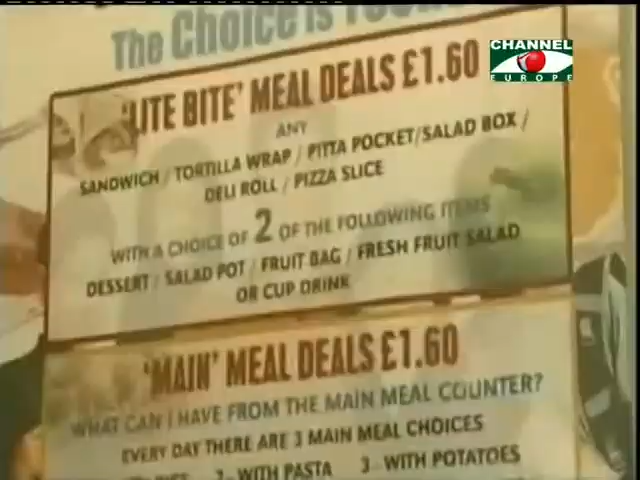 The Choice is
CHANNEL
EUROPE
'LITE BITE' MEAL DEALS £1.60
ANY
SANDWICH / TORTILLA WRAP / PITTA POCKET/SALAD BOX /
DELI ROLL / PIZZA SLICE
WITH A CHOICE OF 2 OF THE FOLLOWING ITEMS
DESSERT / SALAD POT / FRUIT BAG / FRESH FRUIT SALAD
OR CUP DRINK
'MAIN' MEAL DEALS £1.60
WHAT CAN I HAVE FROM THE MAIN MEAL COUNTER?
EVERY DAY THERE ARE 3 MAIN MEAL CHOICES
2 - WITH PASTA 3 - WITH POTATOES